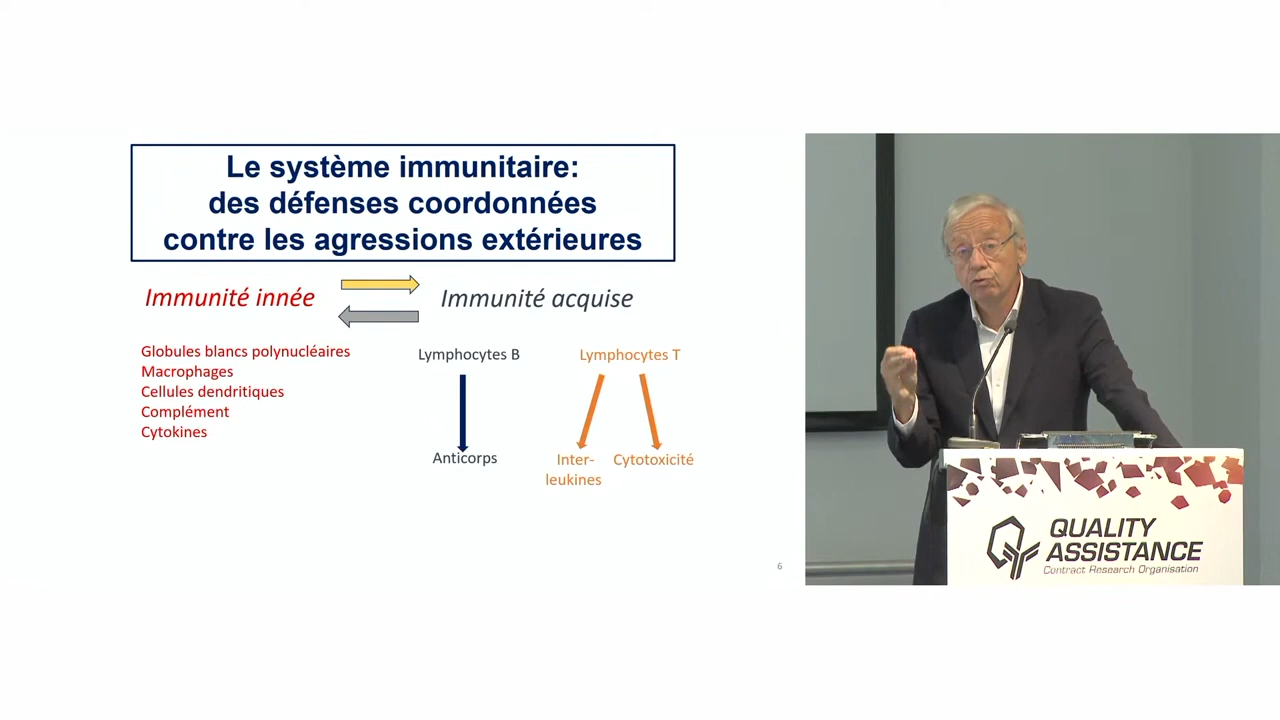 Le système immunitaire:
des défenses coordonnées
contre les agressions extérieures
Immunité innée
Immunité acquise
Globules blancs polynucléaires
Macrophages
Cellules dendritiques
Complément
Cytokines
Lymphocytes B
Lymphocytes T
Anticorps
Inter-
leukines
Cytotoxicité
6
QUALITY
ASSISTANCE
Contract Research Organisation